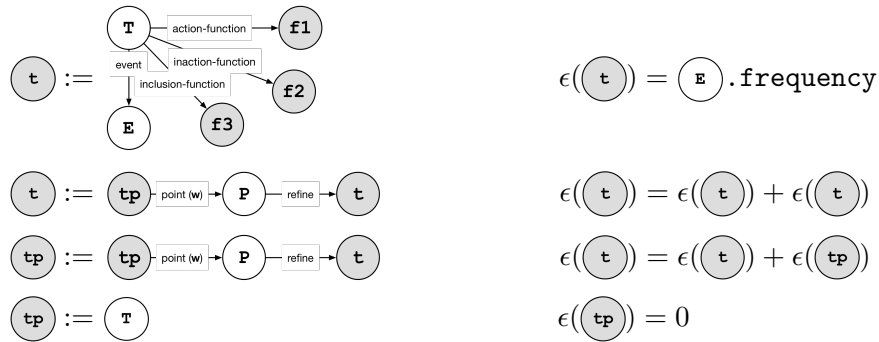 T action-function f1
event inaction-function
t := inclusion-function f2 ϵ( t ) = E .frequency
E f3
t := tp point (w) P refine t ϵ( t ) = ϵ( t ) + ϵ( t )
tp := tp point (w) P refine t ϵ( t ) = ϵ( t ) + ϵ( tp )
tp := T ϵ( tp ) = 0